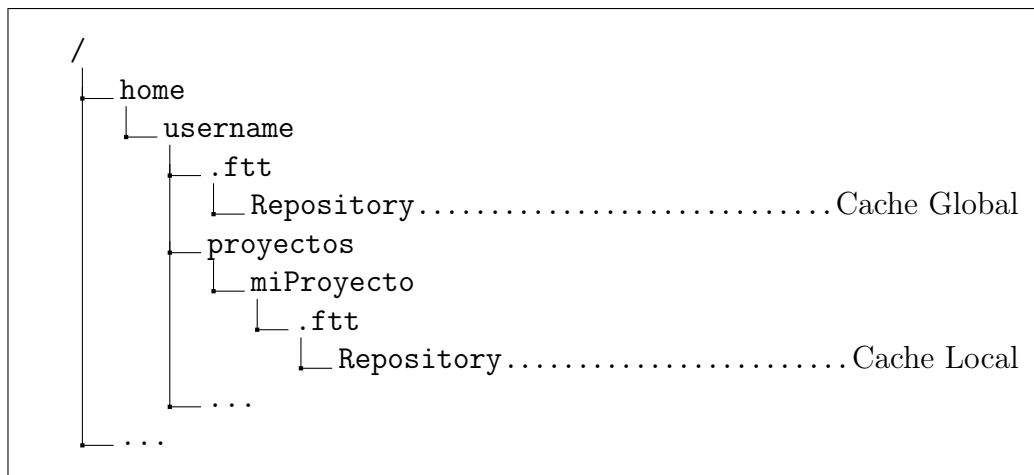 /
home
username
.ftt
Repository..............................Cache Global
proyectos
miProyecto
.ftt
Repository.........................Cache Local
...
...